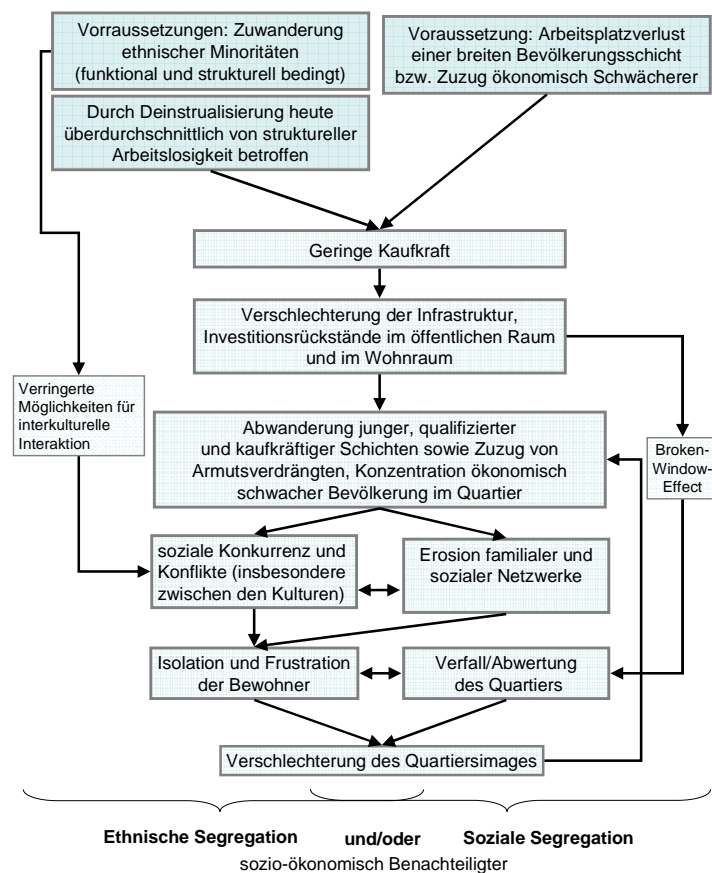 Vorraussetzungen: Zuwanderung
ethnischer Minoritäten
(funktional und strukturell bedingt)
Voraussetzung: Arbeitsplatzverlust
einer breiten Bevölkerungsschicht
bzw. Zuzug ökonomisch Schwächerer
Durch Deinstrualisierung heute
überdurchschnittlich von struktureller
Arbeitslosigkeit betroffen
Geringe Kaufkraft
Verschlechterung der Infrastruktur,
Investitionsrückstände im öffentlichen Raum
und im Wohnraum
Verringerte
Möglichkeiten für
interkulturelle
Interaktion
Abwanderung junger, qualifizierter
und kaufkräftiger Schichten sowie Zuzug von
Armutsverdrängten, Konzentration ökonomisch
schwacher Bevölkerung im Quartier
Broken-
Window-
Effect
soziale Konkurrenz und
Konflikte (insbesondere
zwischen den Kulturen)
Erosion familialer und
sozialer Netzwerke
Isolation und Frustration
der Bewohner
Verfall/Abwertung
des Quartiers
Verschlechterung des Quartiersimages
Ethnische Segregation und/oder Soziale Segregation
sozio-ökonomisch Benachteiligter